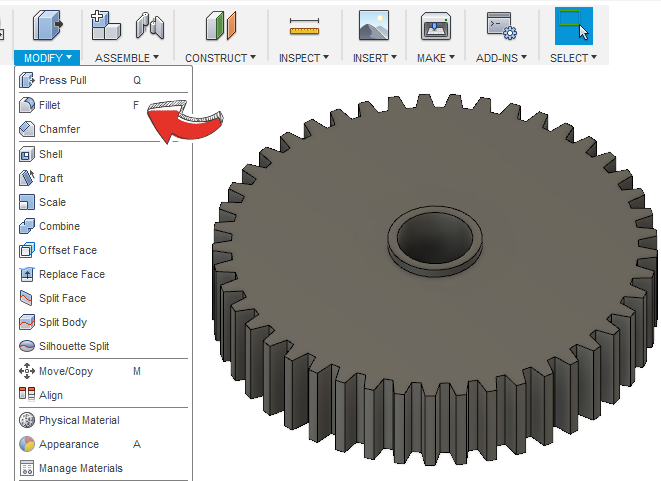 MODIFY ▾ ASSEMBLE ▾ CONSTRUCT ▾ INSPECT ▾ INSERT ▾ MAKE ▾ ADD-INS ▾ SELECT ▾
Press Pull Q
Fillet F
Chamfer
Shell
Draft
Scale
Combine
Offset Face
Replace Face
Split Face
Split Body
Silhouette Split
Move/Copy M
Align
Physical Material
Appearance A
Manage Materials